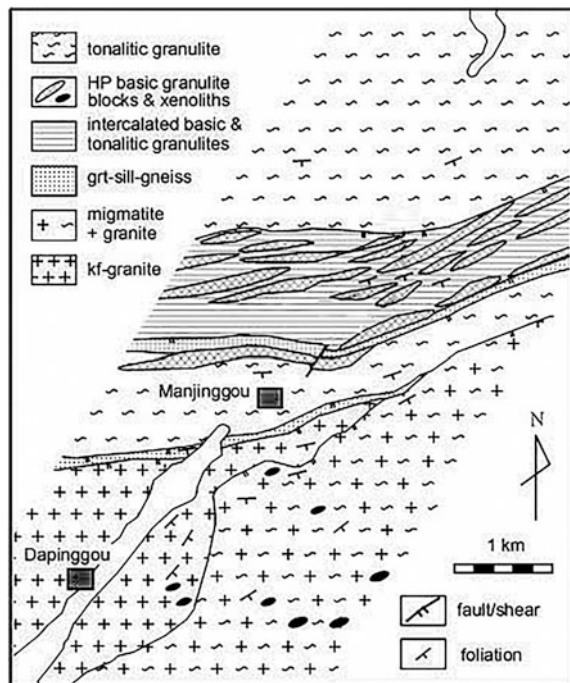 tonalitic granulite
HP basic granulite
blocks & xenoliths
intercalated basic &
tonalitic granulites
grt-sill-gneiss
migmatite
+ granite
kf-granite
Manjinggou
N
Dapinggou
1 km
fault/shear
foliation